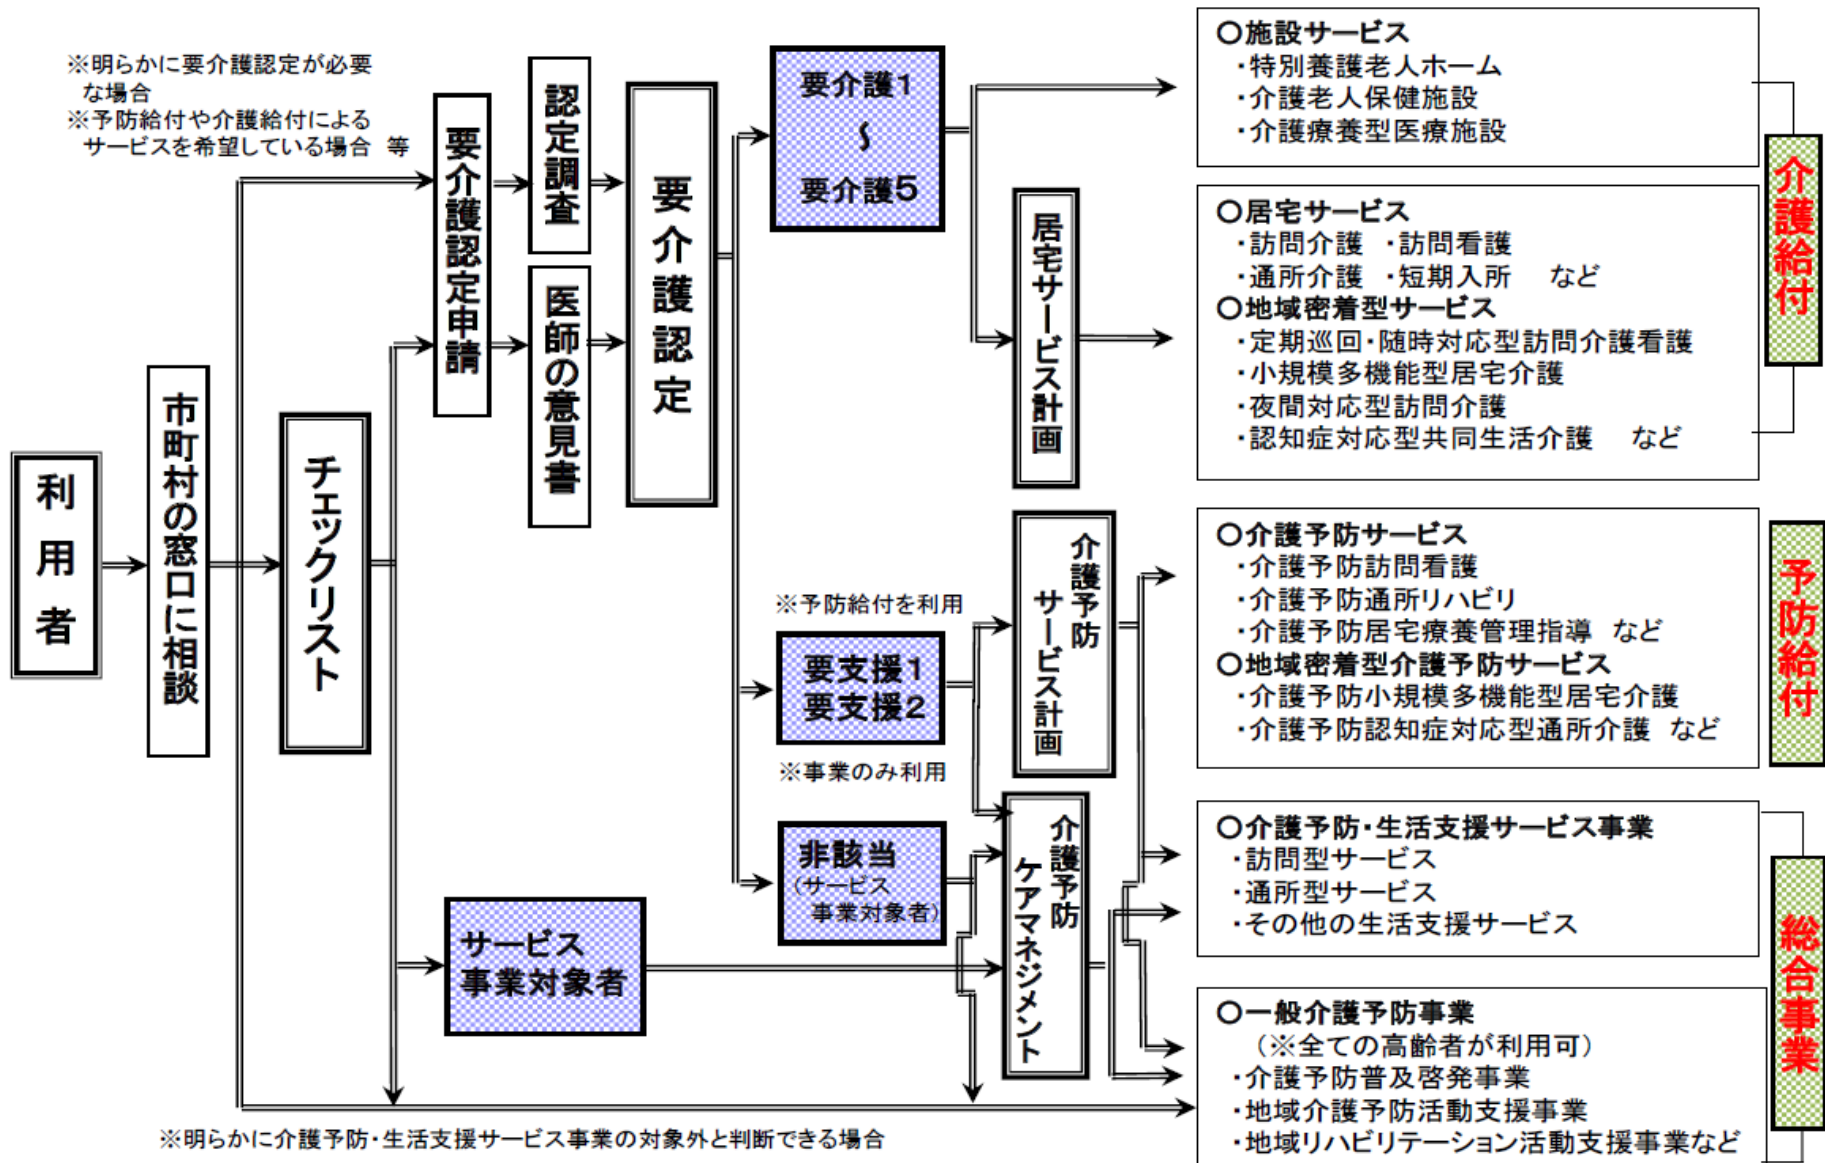 ※明らかに要介護認定が必要
な場合
※予防給付や介護給付による
サービスを希望している場合 等
利用者
市町村の窓口に相談
チェックリスト
要介護認定申請
認定調査
医師の意見書
要介護認定
要介護1
～
要介護5
※予防給付を利用
要支援1
要支援2
※事業のみ利用
非該当
(サービス
事業対象者)
サービス
事業対象者
居宅サービス計画
介護予防
サービス計画
介護予防
ケアマネジメント
○施設サービス
・特別養護老人ホーム
・介護老人保健施設
・介護療養型医療施設
○居宅サービス
・訪問介護 ・訪問看護
・通所介護 ・短期入所 など
○地域密着型サービス
・定期巡回・随時対応型訪問介護看護
・小規模多機能型居宅介護
・夜間対応型訪問介護
・認知症対応型共同生活介護 など
介護給付
○介護予防サービス
・介護予防訪問看護
・介護予防通所リハビリ
・介護予防居宅療養管理指導 など
○地域密着型介護予防サービス
・介護予防小規模多機能型居宅介護
・介護予防認知症対応型通所介護 など
予防給付
○介護予防・生活支援サービス事業
・訪問型サービス
・通所型サービス
・その他の生活支援サービス
○一般介護予防事業
(※全ての高齢者が利用可)
・介護予防普及啓発事業
・地域介護予防活動支援事業
・地域リハビリテーション活動支援事業など
総合事業
※明らかに介護予防・生活支援サービス事業の対象外と判断できる場合